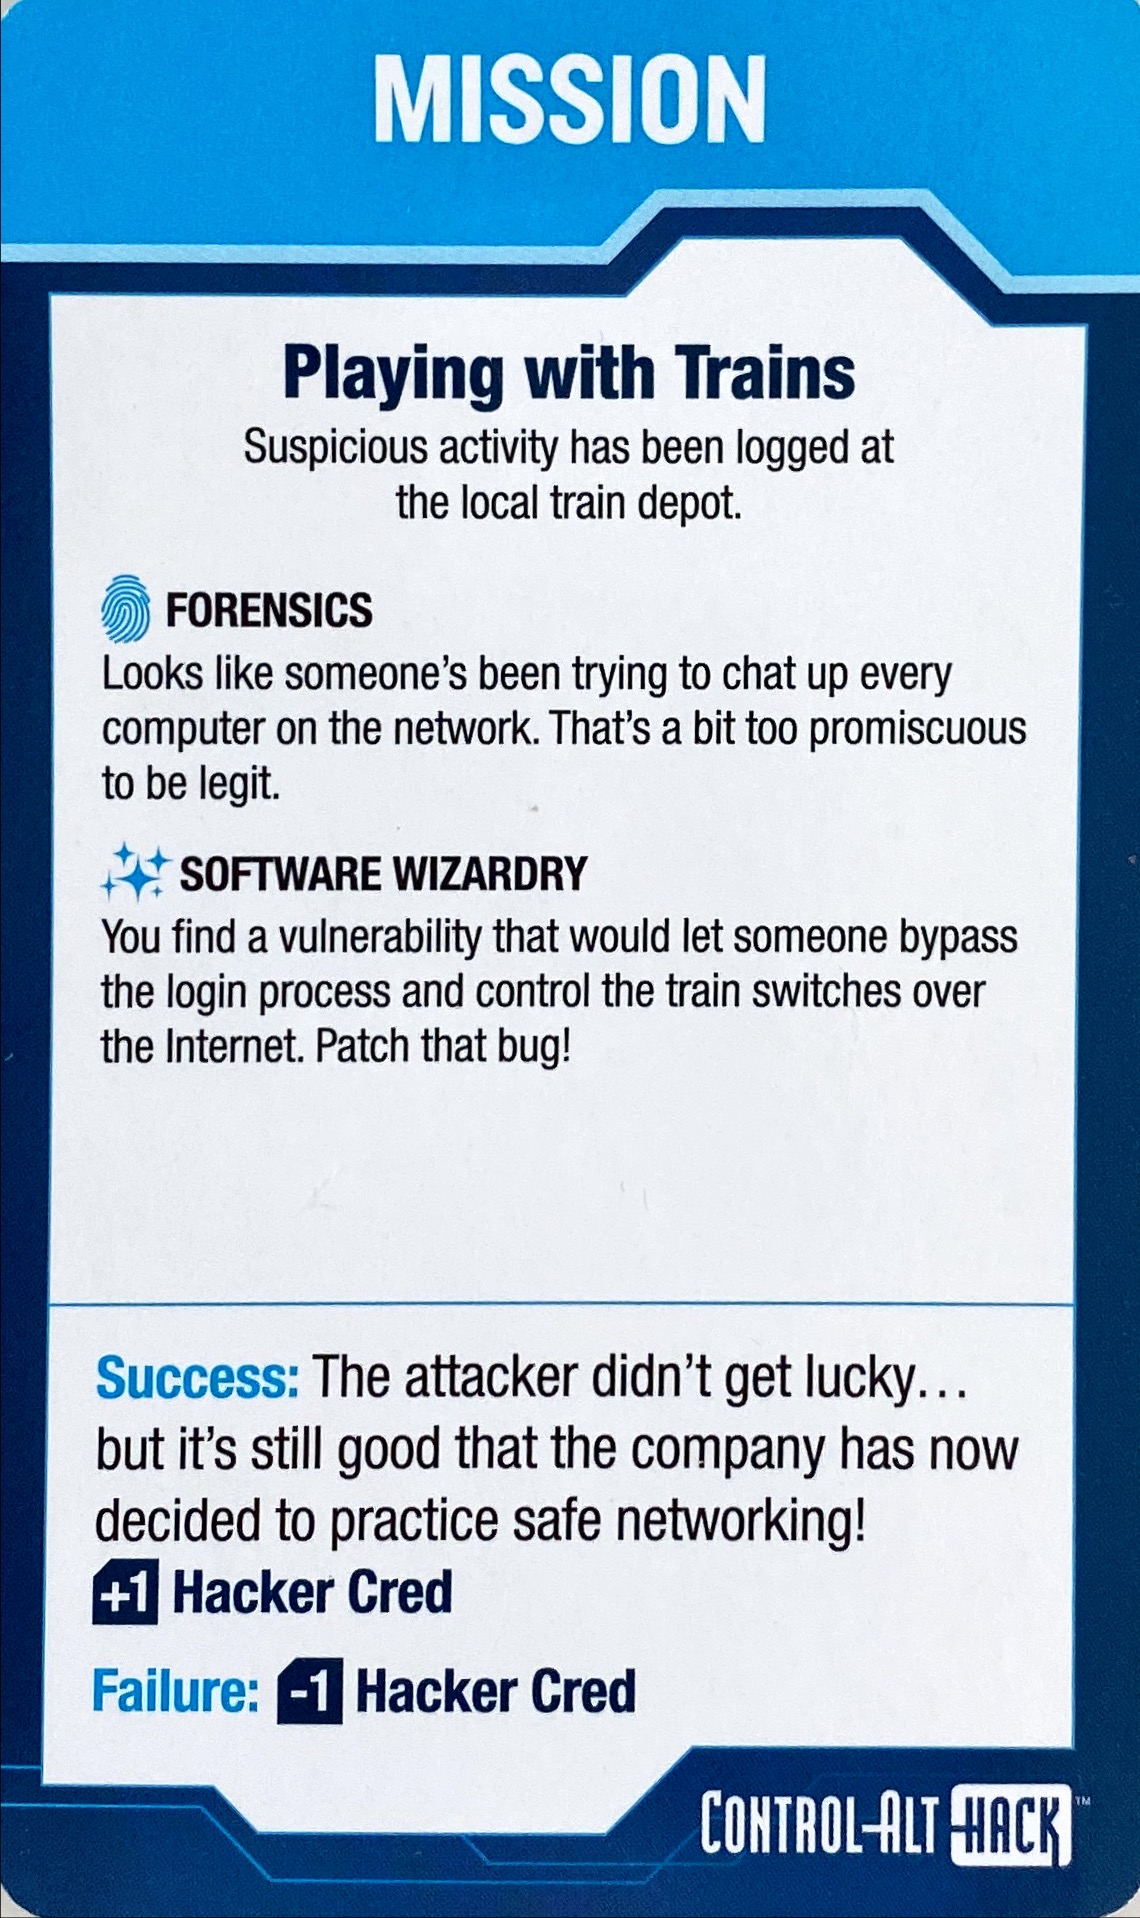 MISSION
Playing with Trains
Suspicious activity has been logged at
the local train depot.
FORENSICS
Looks like someone's been trying to chat up every
computer on the network. That's a bit too promiscuous
to be legit.
SOFTWARE WIZARDRY
You find a vulnerability that would let someone bypass
the login process and control the train switches over
the Internet. Patch that bug!
Success: The attacker didn't get lucky...
but it's still good that the company has now
decided to practice safe networking!
+1 Hacker Cred
Failure: -1 Hacker Cred
CONTROL-ALT-HACK™